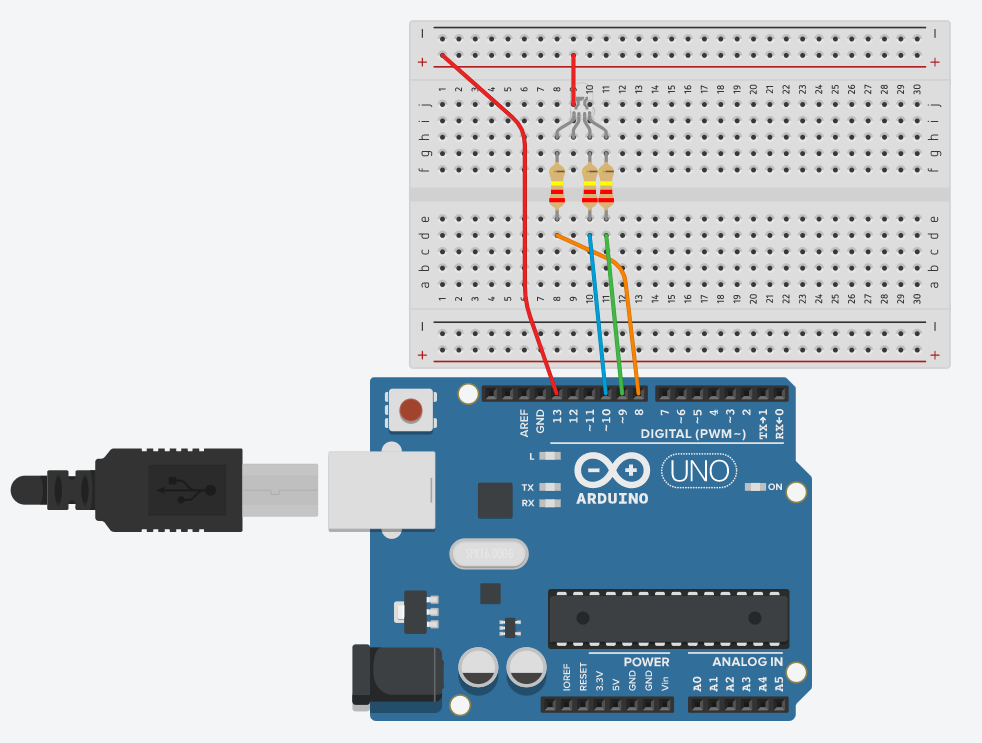 − −
+ +
1 2 3 4 5 6 7 8 9 10 11 12 13 14 15 16 17 18 19 20 21 22 23 24 25 26 27 28 29 30
j j
i i
h h
g g
f f
e e
d d
c c
b b
a a
1 2 3 4 5 6 7 8 9 10 11 12 13 14 15 16 17 18 19 20 21 22 23 24 25 26 27 28 29 30
− −
+ +
AREF GND 13 12 ~11 ~10 ~9 8 7 ~6 ~5 4 ~3 2 TX→1 RX←0
DIGITAL (PWM~)
L
TX
RX
UNO
ON
ARDUINO
POWER ANALOG IN
IOREF RESET 3.3V 5V GND GND Vin A0 A1 A2 A3 A4 A5